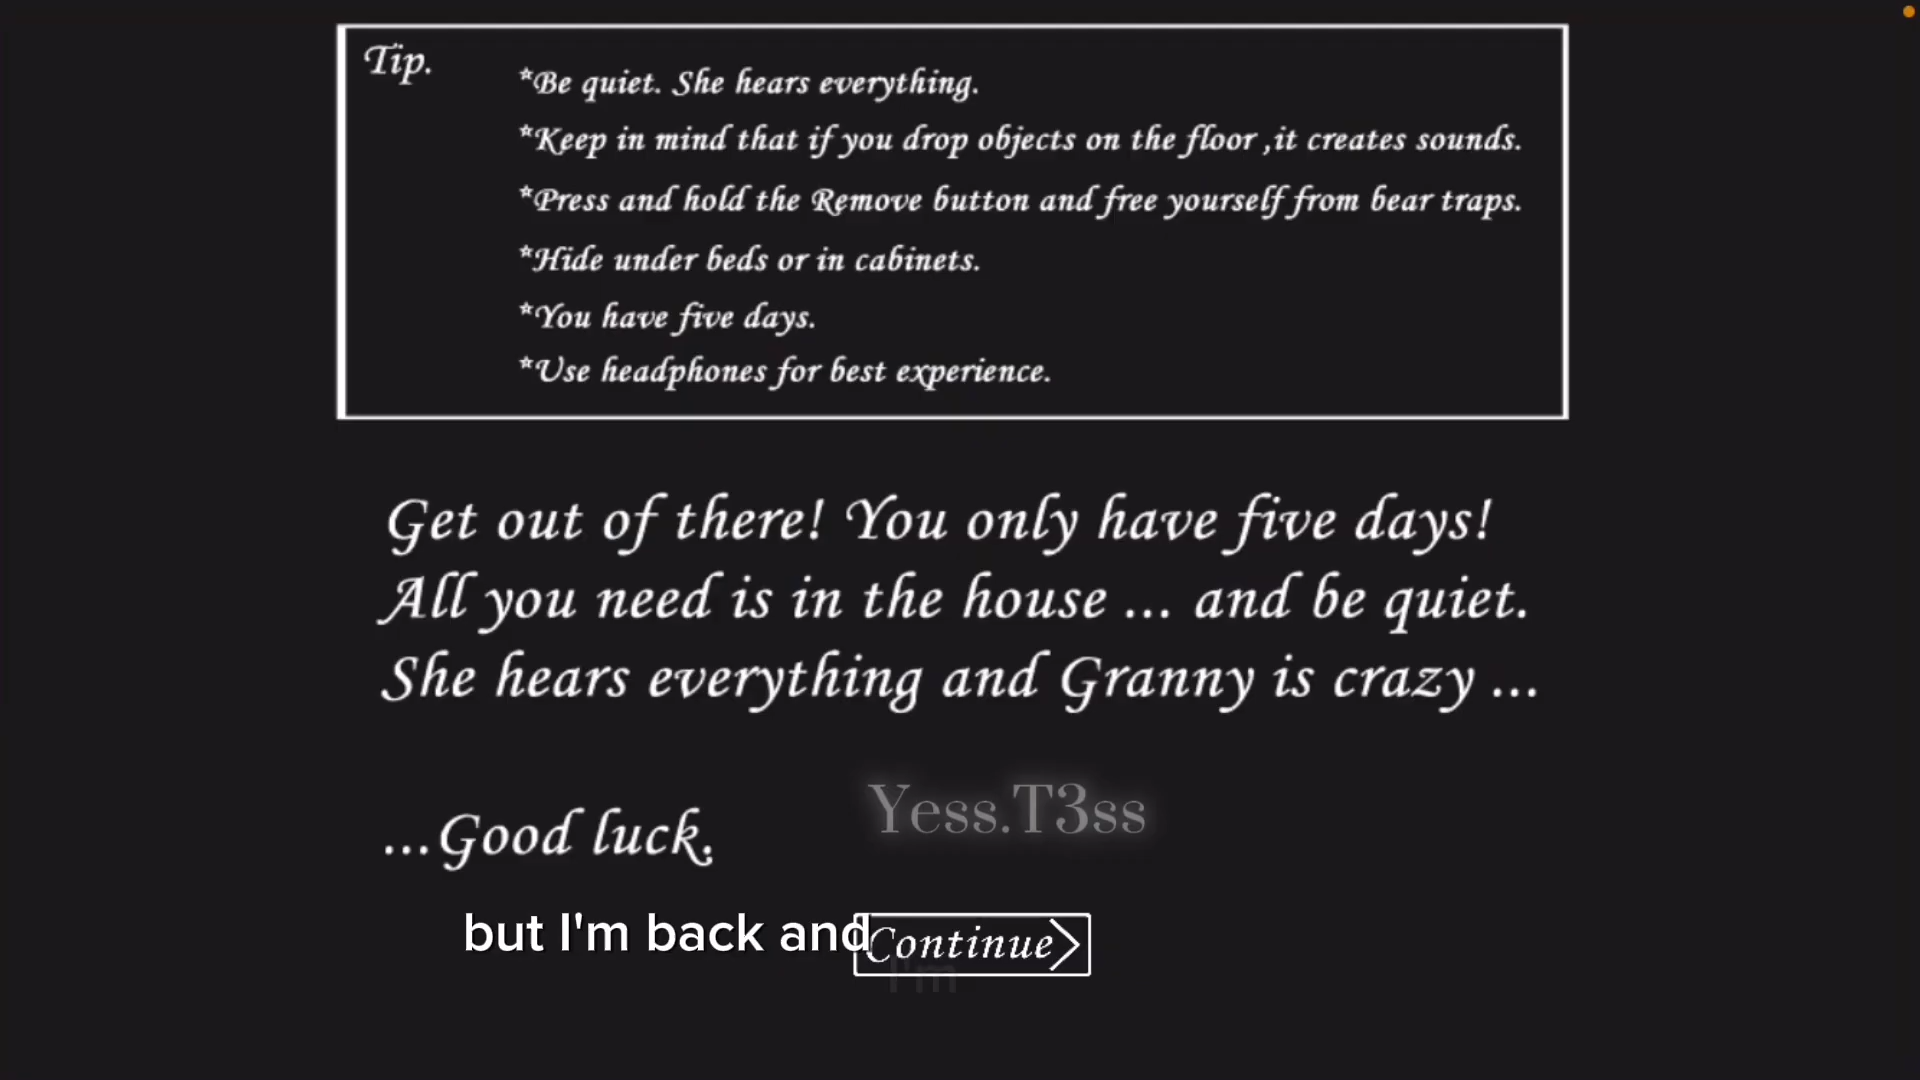 Tip.
*Be quiet. She hears everything.
*Keep in mind that if you drop objects on the floor ,it creates sounds.
*Press and hold the Remove button and free yourself from bear traps.
*Hide under beds or in cabinets.
*You have five days.
*Use headphones for best experience.
Get out of there! You only have five days!
All you need is in the house ... and be quiet.
She hears everything and Granny is crazy ...
Yess.T3ss
...Good luck.
but I'm back and
Continue
I'm